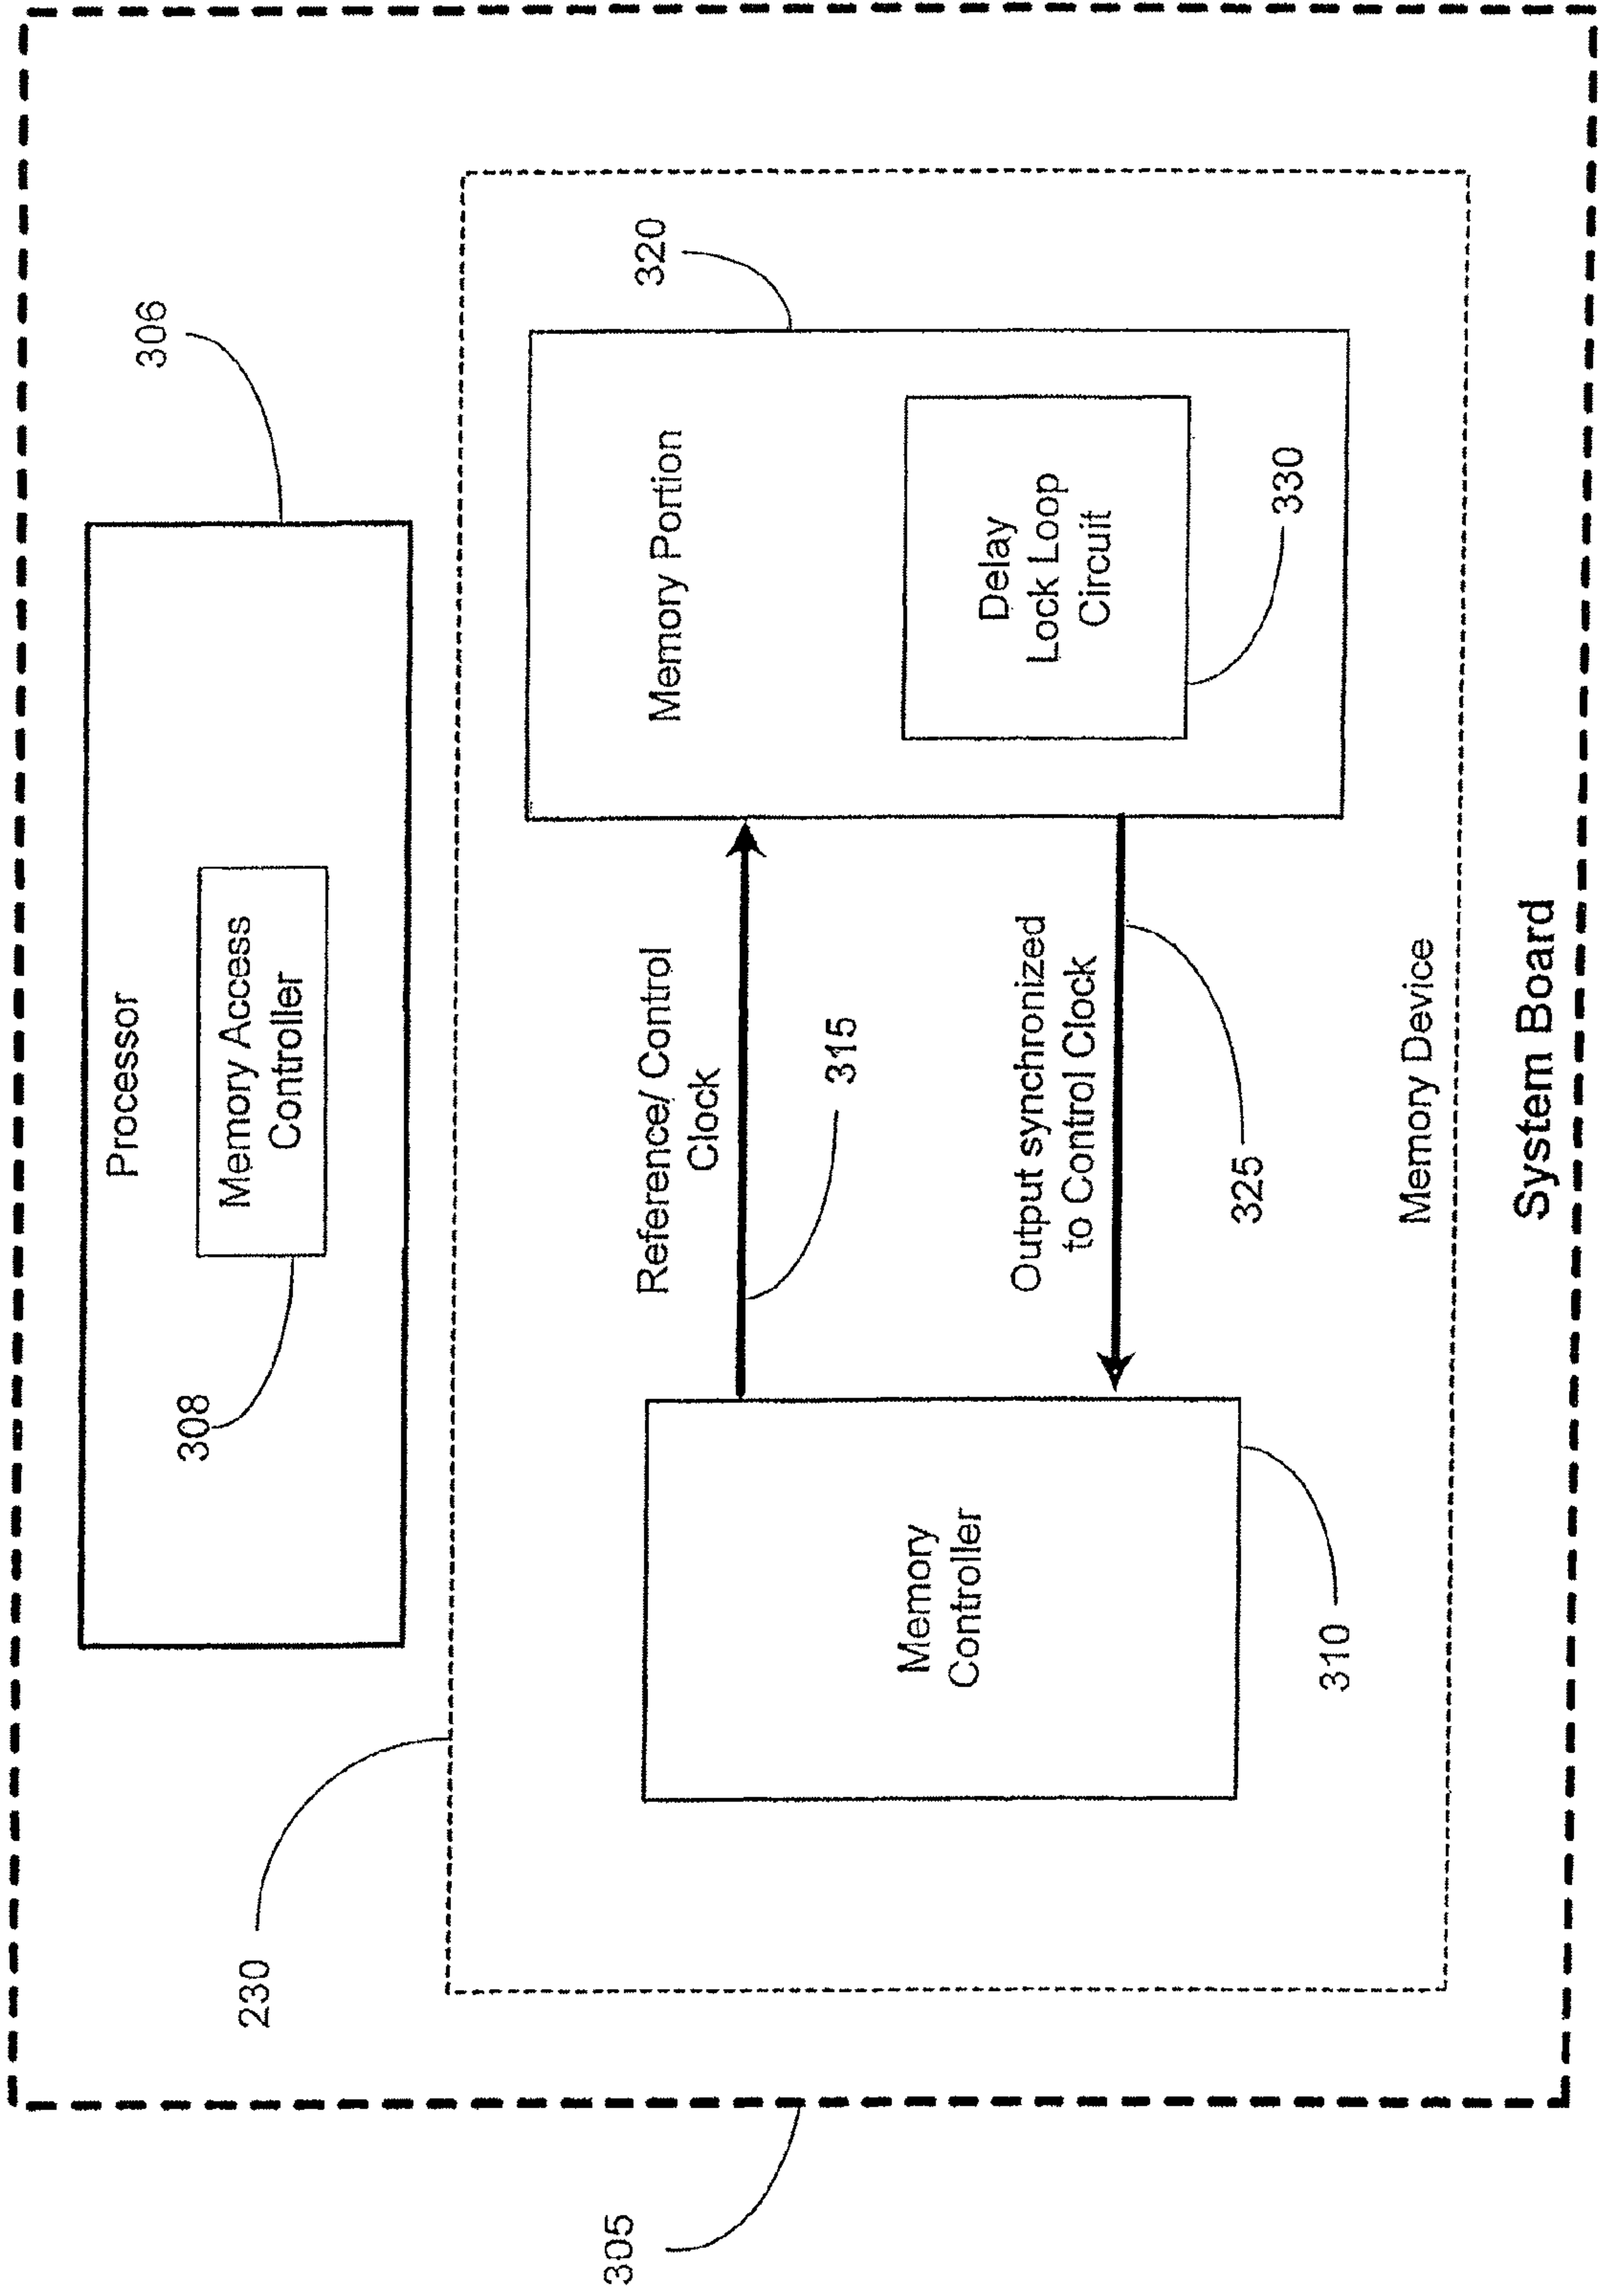 306
Processor
Memory Access
Controller
308
230
320
Memory Portion
Delay
Lock Loop
Circuit
330
Reference/ Control
Clock
315
Output synchronized
to Control Clock
325
Memory
Controller
310
Memory Device
System Board
305